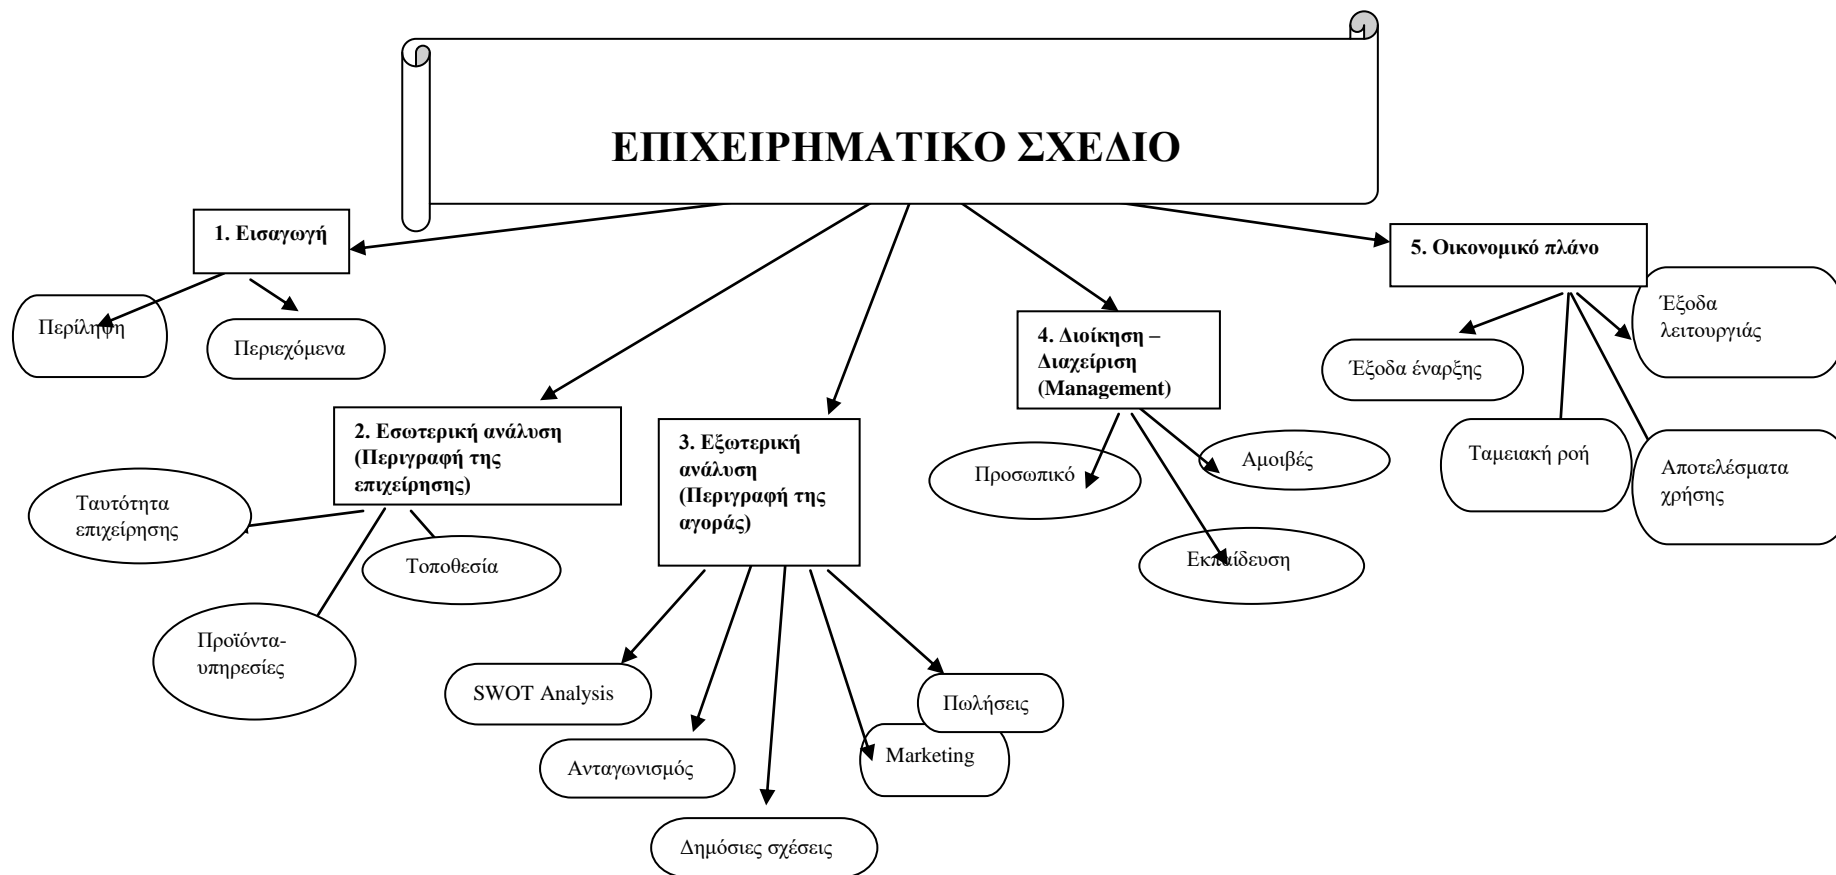 ΕΠΙΧΕΙΡΗΜΑΤΙΚΟ ΣΧΕΔΙΟ
1. Εισαγωγή
Περίληψη
Περιεχόμενα
2. Εσωτερική ανάλυση
(Περιγραφή της
επιχείρησης)
Ταυτότητα
επιχείρησης
Προϊόντα-
υπηρεσίες
Τοποθεσία
3. Εξωτερική
ανάλυση
(Περιγραφή της
αγοράς)
SWOT Analysis
Ανταγωνισμός
Δημόσιες σχέσεις
Marketing
Πωλήσεις
4. Διοίκηση –
Διαχείριση
(Management)
Προσωπικό
Εκπαίδευση
Αμοιβές
5. Οικονομικό πλάνο
Έξοδα έναρξης
Ταμειακή ροή
Αποτελέσματα
χρήσης
Έξοδα
λειτουργιάς